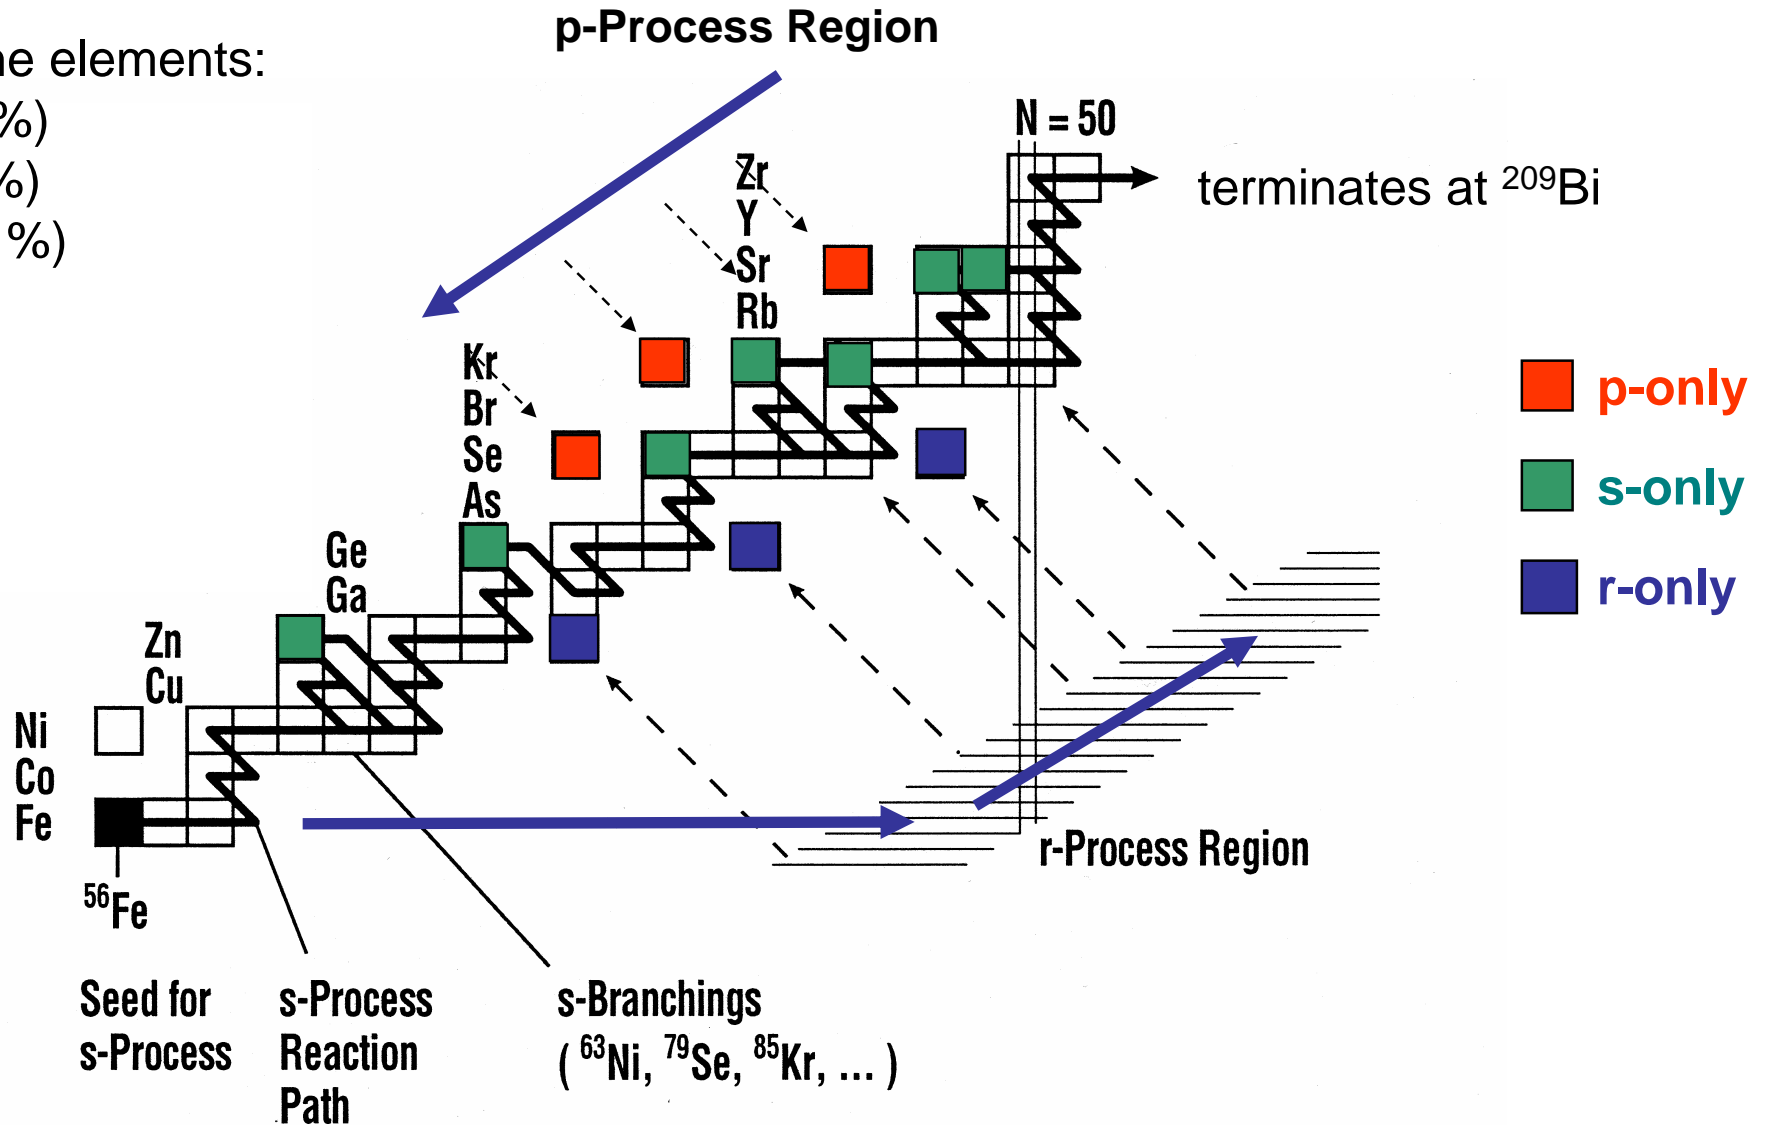 p-Process Region
ne elements:
%)
%)
%)
N = 50
terminates at ²⁰⁹Bi
Zr
Y
Sr
Rb
Kr
Br
Se
As
Ge
Ga
Zn
Cu
Ni
Co
Fe
p-only
s-only
r-only
r-Process Region
⁵⁶Fe
Seed for
s-Process
s-Process
Reaction
Path
s-Branchings
( ⁶³Ni, ⁷⁹Se, ⁸⁵Kr, ... )